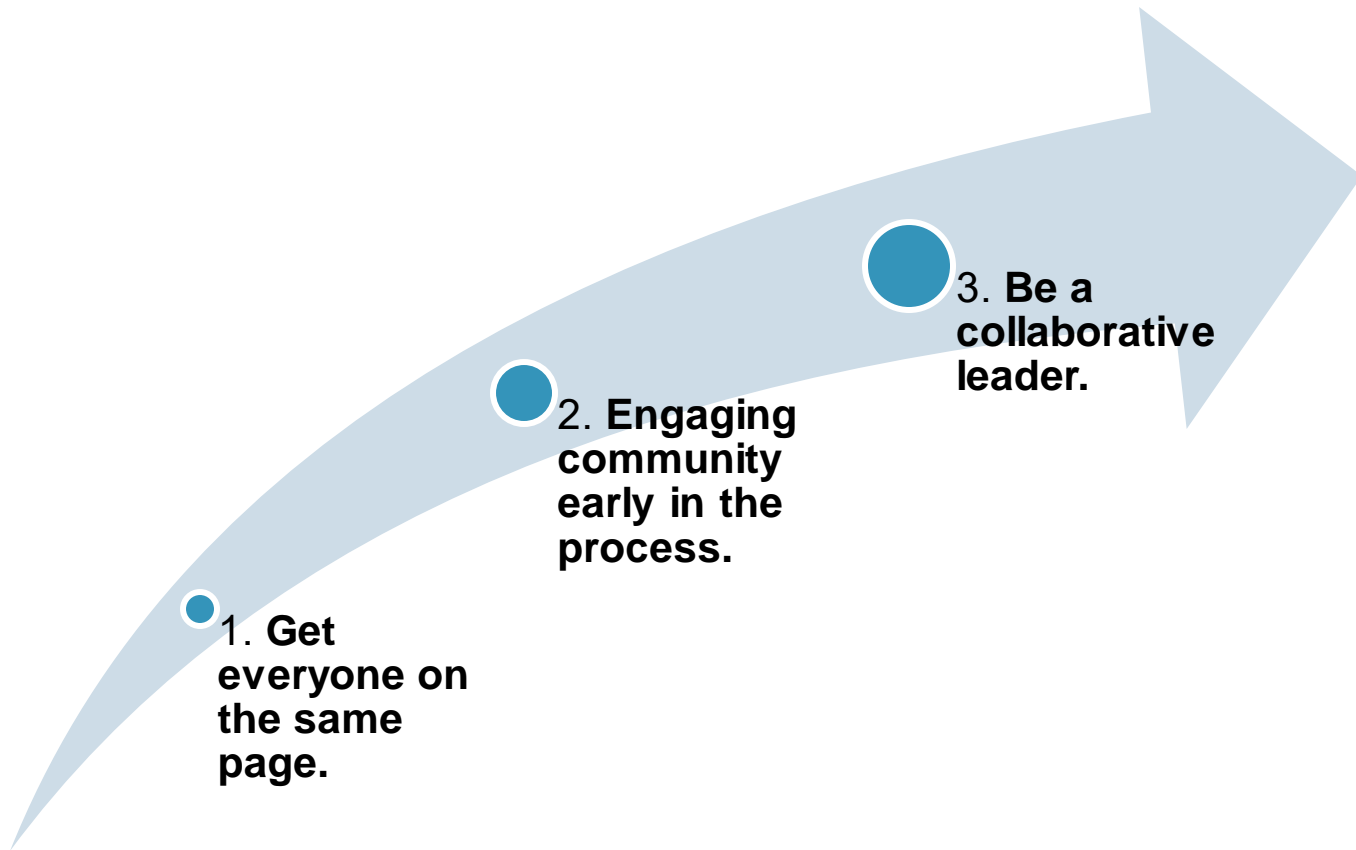 1. Get
everyone on
the same
page.
2. Engaging
community
early in the
process.
3. Be a
collaborative
leader.